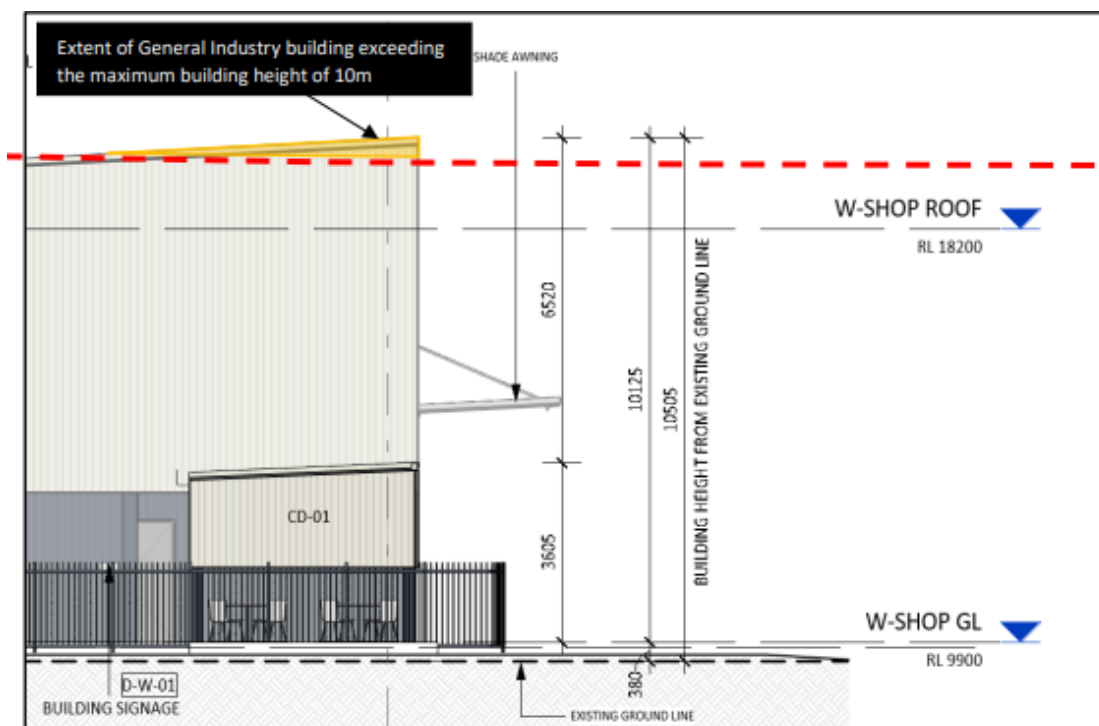 Extent of General Industry building exceeding
the maximum building height of 10m
SHADE AWNING
W-SHOP ROOF
RL 18200
6520
10125
10505
BUILDING HEIGHT FROM EXISTING GROUND LINE
CD-01
3605
W-SHOP GL
RL 9900
380
D-W-01
BUILDING SIGNAGE
EXISTING GROUND LINE